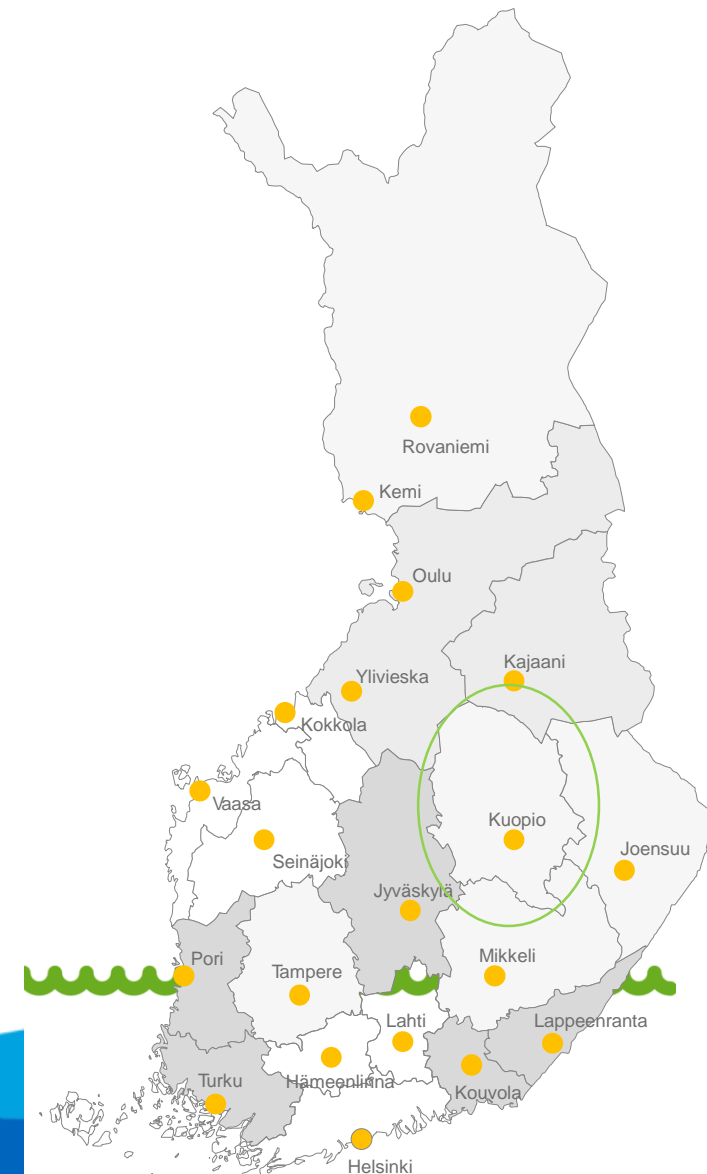 Rovaniemi
Kemi
Oulu
Kajaani
Ylivieska
Kokkola
Vaasa
Kuopio
Joensuu
Seinäjoki
Jyväskylä
Pori
Mikkeli
Tampere
Lahti
Lappeenranta
Turku
Hämeenlinna
Kouvola
Helsinki